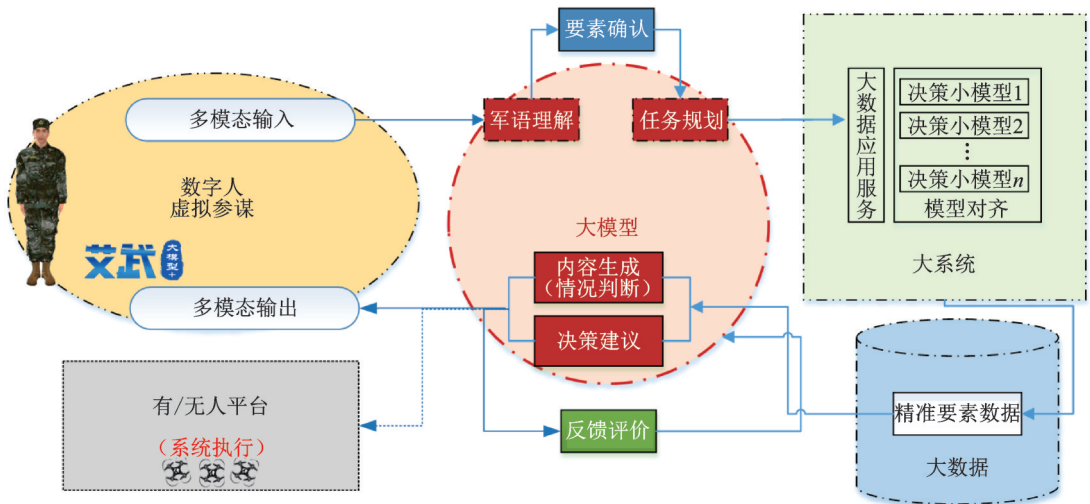 多模态输入
数字人
虚拟参谋
艾武
大模型+
多模态输出
有/无人平台
(系统执行)
要素确认
军语理解
任务规划
大模型
内容生成
(情况判断)
决策建议
反馈评价
大数据应用服务
决策小模型1
决策小模型2
⋮
决策小模型n
模型对齐
大系统
精准要素数据
大数据